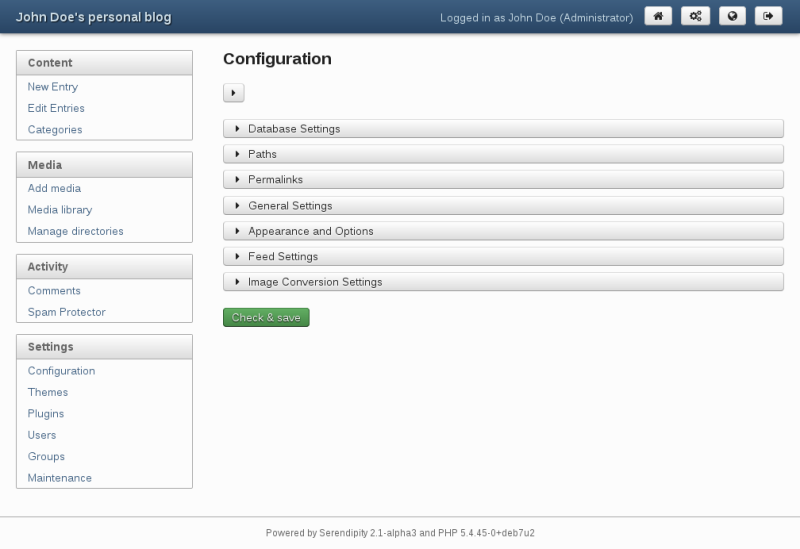 John Doe's personal blog
Logged in as John Doe (Administrator)
Content
New Entry
Edit Entries
Categories
Media
Add media
Media library
Manage directories
Activity
Comments
Spam Protector
Settings
Configuration
Themes
Plugins
Users
Groups
Maintenance
Configuration
Database Settings
Paths
Permalinks
General Settings
Appearance and Options
Feed Settings
Image Conversion Settings
Check & save
Powered by Serendipity 2.1-alpha3 and PHP 5.4.45-0+deb7u2